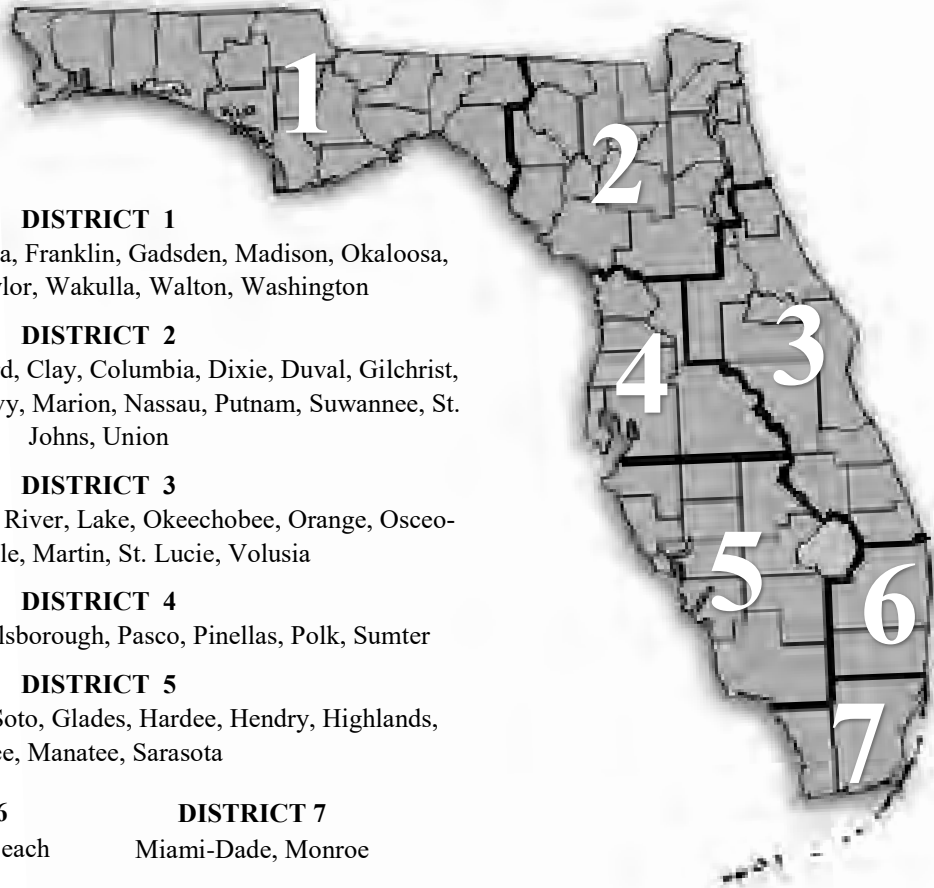 DISTRICT 1
a, Franklin, Gadsden, Madison, Okaloosa,
lor, Wakulla, Walton, Washington
DISTRICT 2
d, Clay, Columbia, Dixie, Duval, Gilchrist,
vy, Marion, Nassau, Putnam, Suwannee, St.
Johns, Union
DISTRICT 3
River, Lake, Okeechobee, Orange, Osceo-
le, Martin, St. Lucie, Volusia
DISTRICT 4
lsborough, Pasco, Pinellas, Polk, Sumter
DISTRICT 5
Soto, Glades, Hardee, Hendry, Highlands,
ee, Manatee, Sarasota
6
each
DISTRICT 7
Miami-Dade, Monroe
1
2
3
4
5
6
7